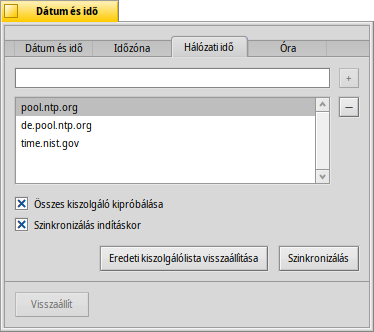 Dátum és idő
Dátum és idő Időzóna Hálózati idő Óra
+
pool.ntp.org
de.pool.ntp.org
time.nist.gov
Összes kiszolgáló kipróbálása
Szinkronizálás indításkor
Eredeti kiszolgálólista visszaállítása Szinkronizálás
Visszaállít